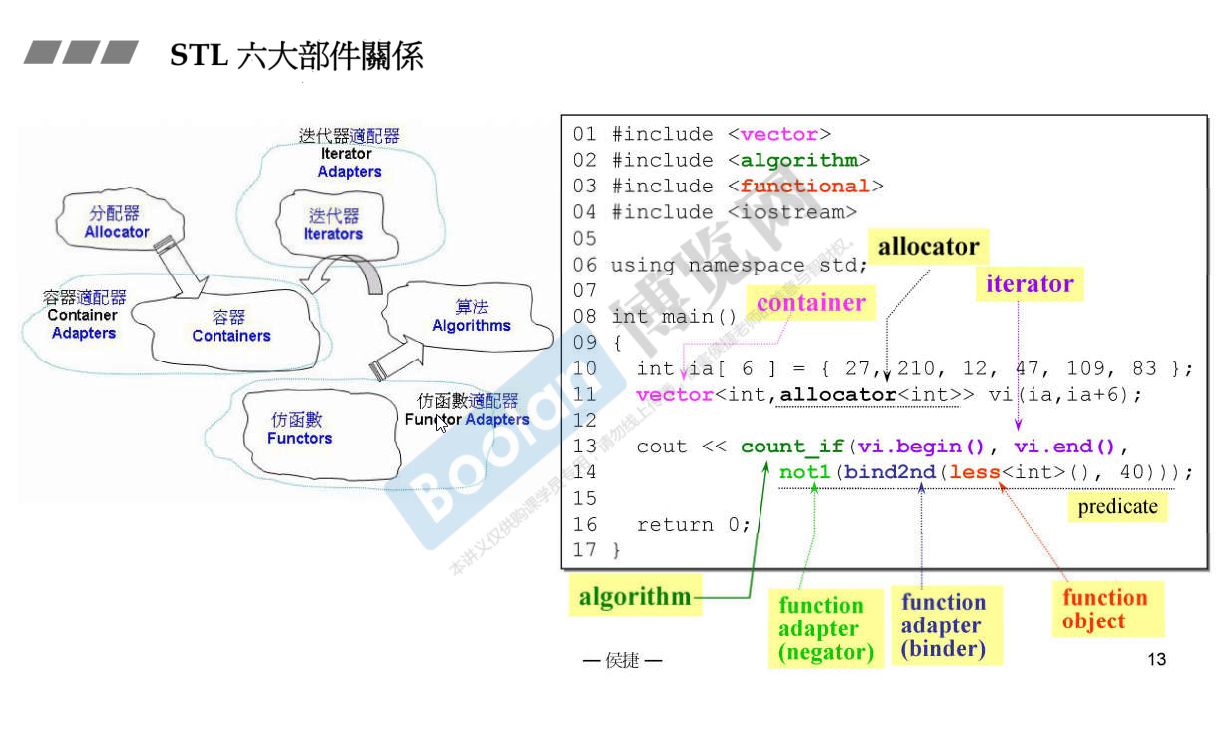 STL 六大部件關係
迭代器適配器
Iterator
Adapters
分配器
Allocator
迭代器
Iterators
容器適配器
Container
Adapters
容器
Containers
算法
Algorithms
仿函數
Functors
仿函數適配器
Functor Adapters
01 #include <vector>
02 #include <algorithm>
03 #include <functional>
04 #include <iostream>
05
06 using namespace std;
07
08 int main()
09 {
10 int ia[ 6 ] = { 27, 210, 12, 47, 109, 83 };
11 vector<int,allocator<int>> vi(ia,ia+6);
12
13 cout << count_if(vi.begin(), vi.end(),
14 not1(bind2nd(less<int>(), 40)));
15
16 return 0;
17 }
allocator
iterator
container
predicate
algorithm
function
adapter
(negator)
function
adapter
(binder)
function
object
— 侯捷 —
13
Boolan
博览网